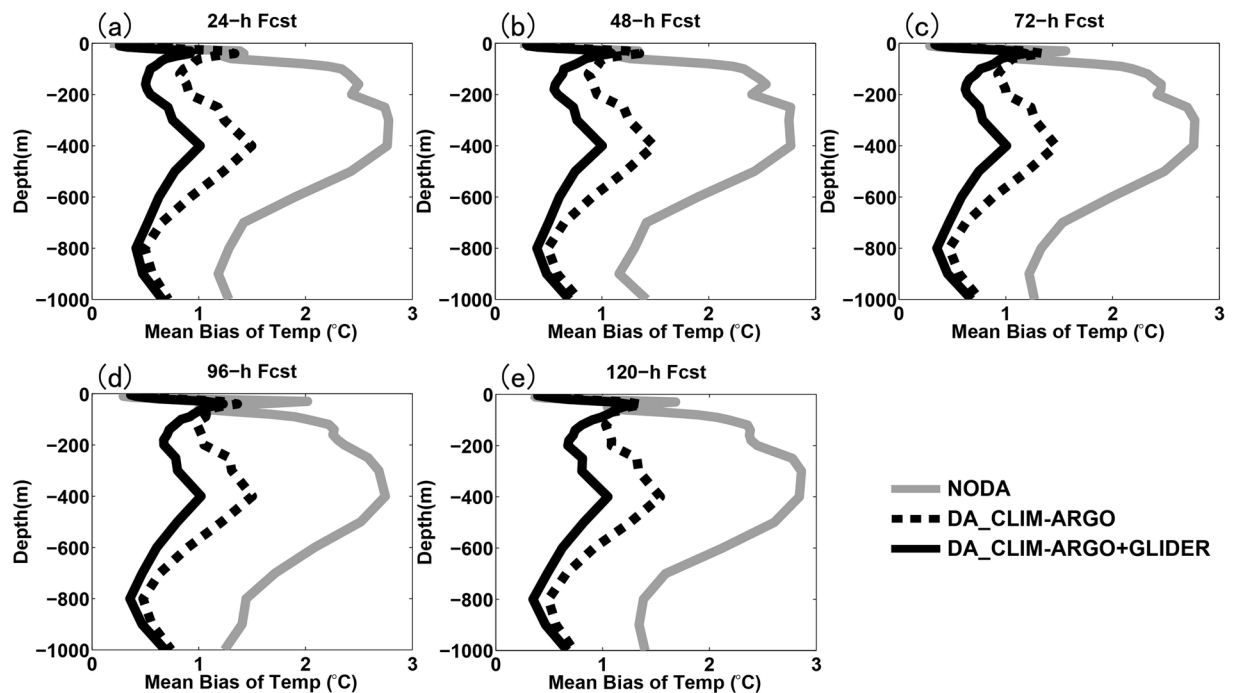 (a) 24-h Fcst
0
−200
−400
−600
−800
−1000
Depth(m)
0 1 2 3
Mean Bias of Temp (°C)
(b) 48-h Fcst
0
−200
−400
−600
−800
−1000
Depth(m)
0 1 2 3
Mean Bias of Temp (°C)
(c) 72-h Fcst
0
−200
−400
−600
−800
−1000
Depth(m)
0 1 2 3
Mean Bias of Temp (°C)
(d) 96-h Fcst
0
−200
−400
−600
−800
−1000
Depth(m)
0 1 2 3
Mean Bias of Temp (°C)
(e) 120-h Fcst
0
−200
−400
−600
−800
−1000
Depth(m)
0 1 2 3
Mean Bias of Temp (°C)
NODA
DA_CLIM-ARGO
DA_CLIM-ARGO+GLIDER